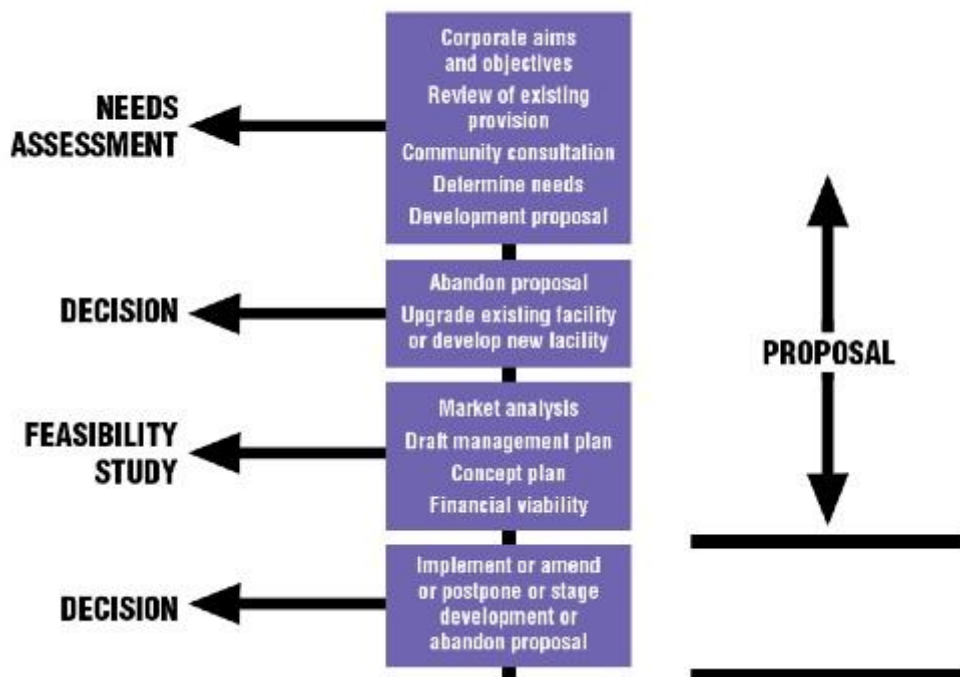 NEEDS
ASSESSMENT
Corporate aims
and objectives
Review of existing
provision
Community consultation
Determine needs
Development proposal
DECISION
Abandon proposal
Upgrade existing facility
or develop new facility
PROPOSAL
FEASIBILITY
STUDY
Market analysis
Draft management plan
Concept plan
Financial viability
DECISION
Implement or amend
or postpone or stage
development or
abandon proposal